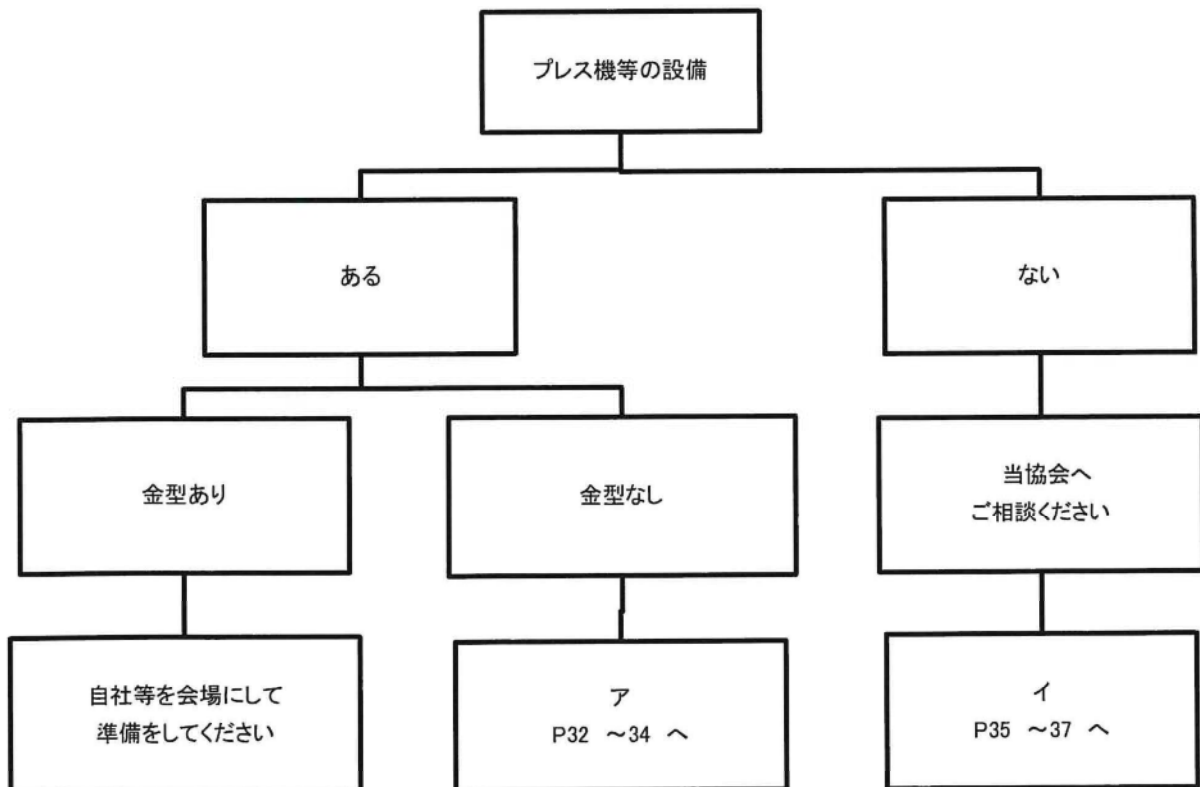 プレス機等の設備
ある
ない
金型あり
金型なし
当協会へ
ご相談ください
自社等を会場にして
準備をしてください
ア
P32 ～34 へ
イ
P35 ～37 へ